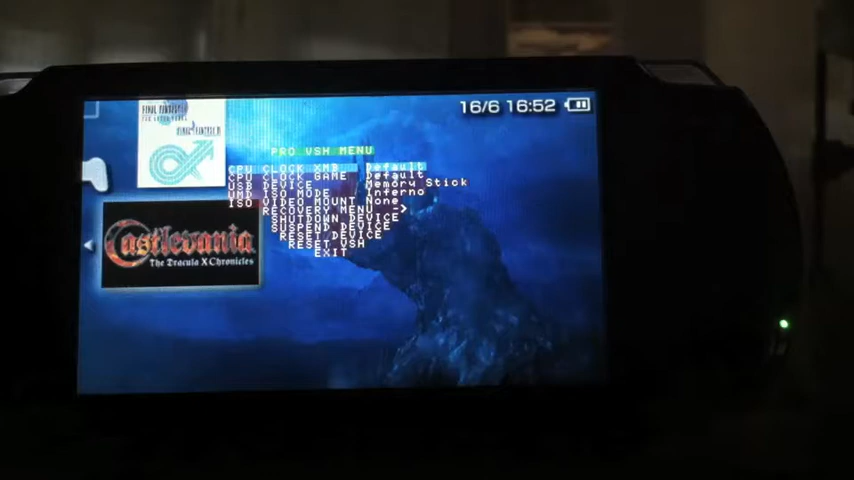 FINAL FANTASY
16/6 16:52
FINAL FANTASY
PRO VSH MENU
CPU CLOCK XMB Default
CPU CLOCK GAME Default
USB DEVICE Memory Stick
UMD ISO MODE Inferno
ISO VIDEO MOUNT None
RECOVERY MENU ->
SHUTDOWN DEVICE
SUSPEND DEVICE
RESET DEVICE
RESET VSH
EXIT
Castlevania
The Dracula X Chronicles